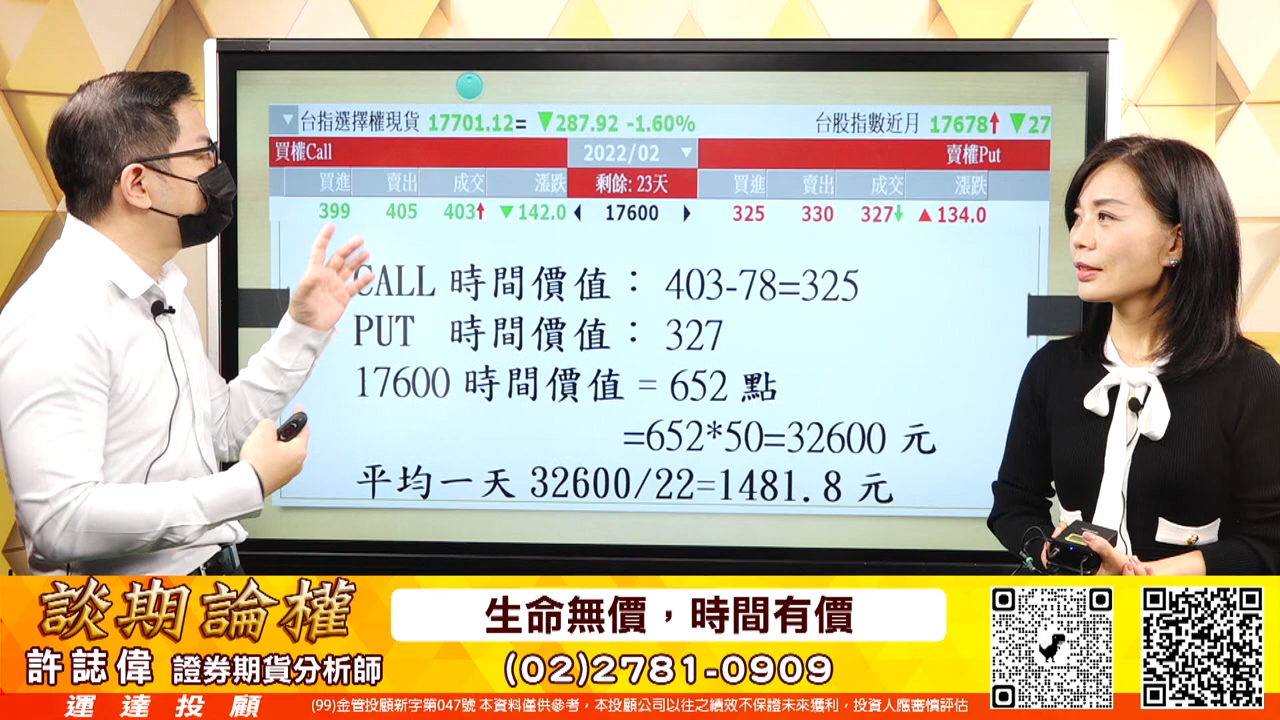 台指選擇權現貨 17701.12= ▼287.92 -1.60% 台股指數近月 17678↑ ▼27
買權Call 2022/02 ▼ 賣權Put
買進 賣出 成交 漲跌 剩餘: 23天 買進 賣出 成交 漲跌
399 405 403↑ ▼142.0 17600 325 330 327↓ ▲134.0
CALL 時間價值： 403-78=325
PUT 時間價值： 327
17600 時間價值 = 652 點
=652*50=32600 元
平均一天 32600/22=1481.8 元
談期論權
許誌偉 證券期貨分析師
生命無價，時間有價
(02)2781-0909
運達投顧 (99)金管投顧新字第047號 本資料僅供參考，本投顧公司以往之績效不保證未來獲利，投資人應審慎評估